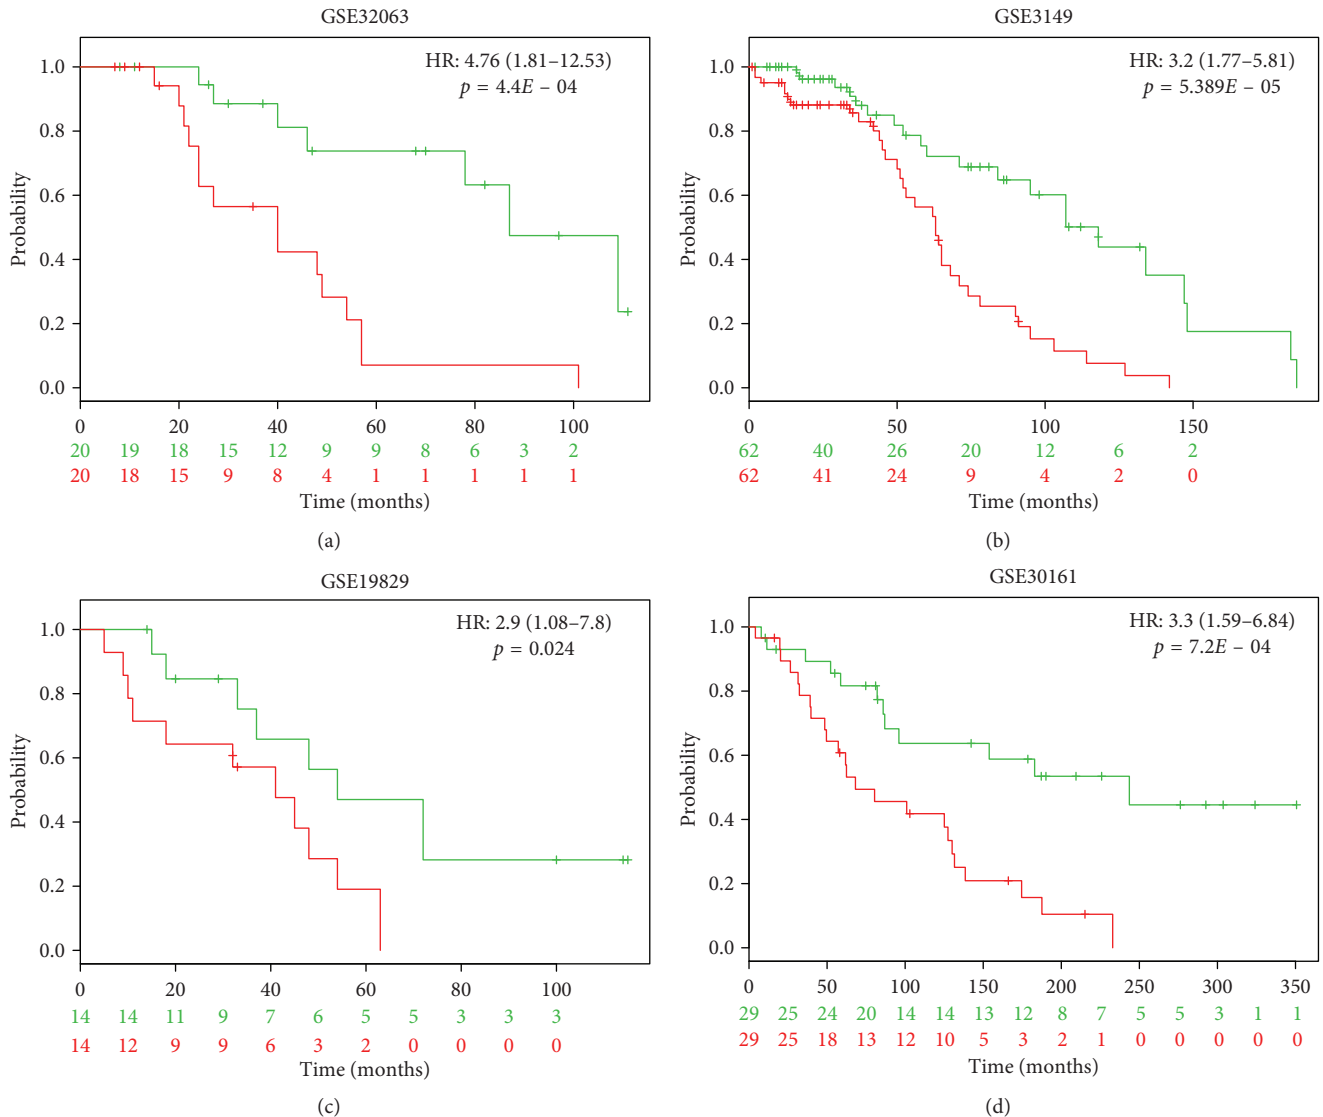 GSE32063
HR: 4.76 (1.81–12.53)
p = 4.4E – 04
1.0
0.8
0.6
0.4
0.2
0.0
Probability
0 20 40 60 80 100
20 19 18 15 12 9 9 8 6 3 2
20 18 15 9 8 4 1 1 1 1 1
Time (months)
(a)
GSE3149
HR: 3.2 (1.77–5.81)
p = 5.389E – 05
1.0
0.8
0.6
0.4
0.2
0.0
Probability
0 50 100 150
62 40 26 20 12 6 2
62 41 24 9 4 2 0
Time (months)
(b)
GSE19829
HR: 2.9 (1.08–7.8)
p = 0.024
1.0
0.8
0.6
0.4
0.2
0.0
Probability
0 20 40 60 80 100
14 14 11 9 7 6 5 5 3 3 3
14 12 9 9 6 3 2 0 0 0 0
Time (months)
(c)
GSE30161
HR: 3.3 (1.59–6.84)
p = 7.2E – 04
1.0
0.8
0.6
0.4
0.2
0.0
Probability
0 50 100 150 200 250 300 350
29 25 24 20 14 14 13 12 8 7 5 5 3 1 1
29 25 18 13 12 10 5 3 2 1 0 0 0 0 0
Time (months)
(d)